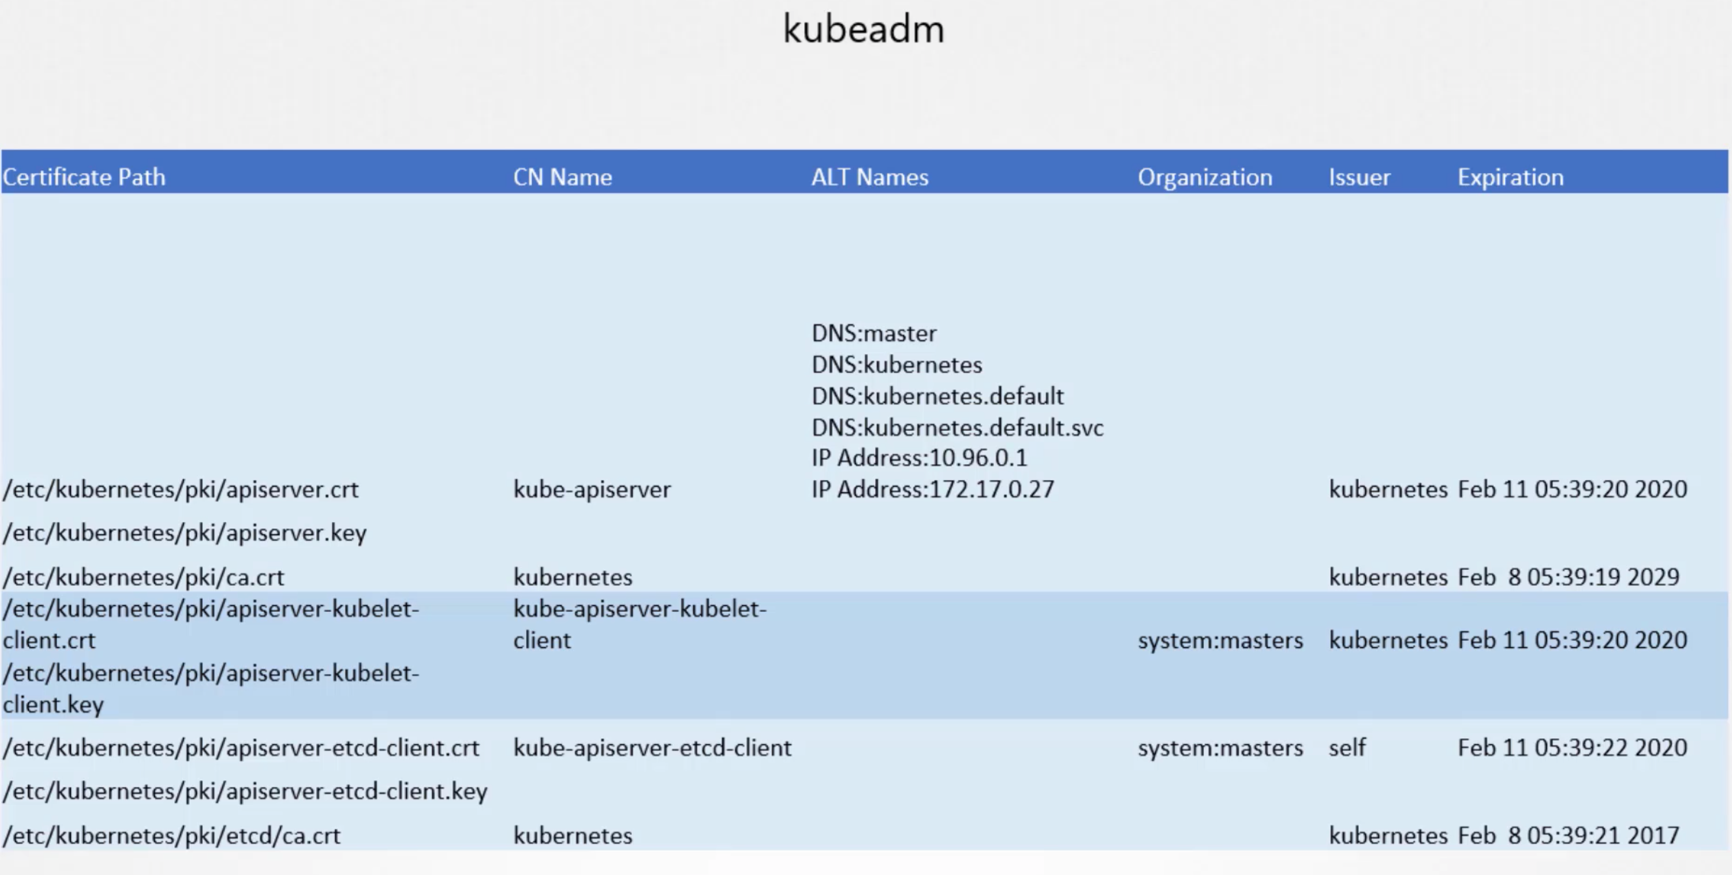 kubeadm
Certificate Path CN Name ALT Names Organization Issuer Expiration
DNS:master
DNS:kubernetes
DNS:kubernetes.default
DNS:kubernetes.default.svc
IP Address:10.96.0.1
/etc/kubernetes/pki/apiserver.crt kube-apiserver IP Address:172.17.0.27 kubernetes Feb 11 05:39:20 2020
/etc/kubernetes/pki/apiserver.key
/etc/kubernetes/pki/ca.crt kubernetes kubernetes Feb 8 05:39:19 2029
/etc/kubernetes/pki/apiserver-kubelet- kube-apiserver-kubelet-
client.crt client system:masters kubernetes Feb 11 05:39:20 2020
/etc/kubernetes/pki/apiserver-kubelet-
client.key
/etc/kubernetes/pki/apiserver-etcd-client.crt kube-apiserver-etcd-client system:masters self Feb 11 05:39:22 2020
/etc/kubernetes/pki/apiserver-etcd-client.key
/etc/kubernetes/pki/etcd/ca.crt kubernetes kubernetes Feb 8 05:39:21 2017